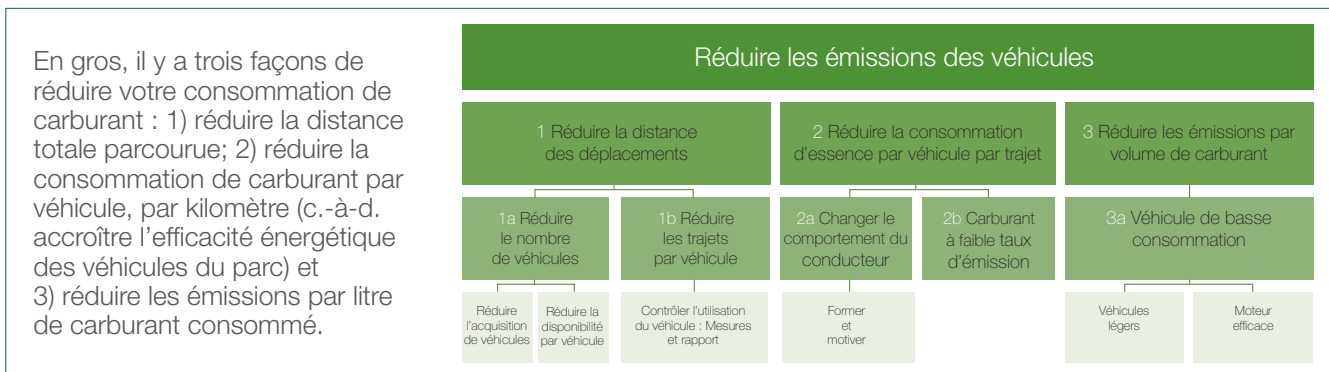 En gros, il y a trois façons de
réduire votre consommation de
carburant : 1) réduire la distance
totale parcourue; 2) réduire la
consommation de carburant par
véhicule, par kilomètre (c.-à-d.
accroître l’efficacité énergétique
des véhicules du parc) et
3) réduire les émissions par litre
de carburant consommé.
Réduire les émissions des véhicules
1 Réduire la distance
des déplacements
2 Réduire la consommation
d’essence par véhicule par trajet
3 Réduire les émissions par
volume de carburant
1a Réduire
le nombre
de véhicules
1b Réduire
les trajets
par véhicule
2a Changer le
comportement du
conducteur
2b Carburant
à faible taux
d’émission
3a Véhicule de basse
consommation
Réduire
l’acquisition
de véhicules
Réduire la
disponibilité
par véhicule
Contrôler l’utilisation
du véhicule : Mesures
et rapport
Former
et
motiver
Véhicules
légers
Moteur
efficace